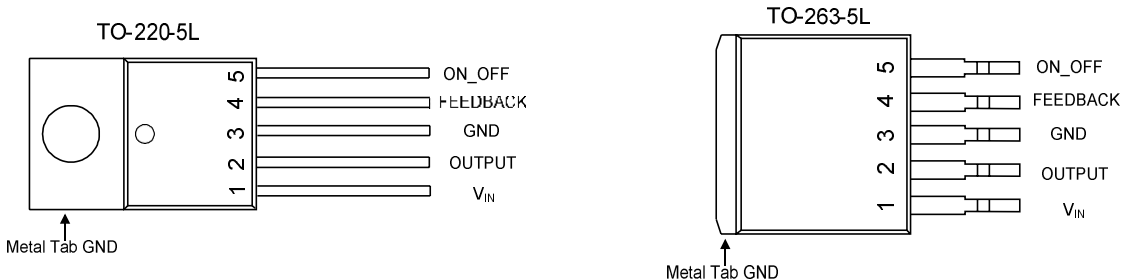 TO-220-5L
5 ON_OFF
4 FEEDBACK
3 GND
2 OUTPUT
1 VIN
Metal Tab GND
TO-263-5L
5 ON_OFF
4 FEEDBACK
3 GND
2 OUTPUT
1 VIN
Metal Tab GND